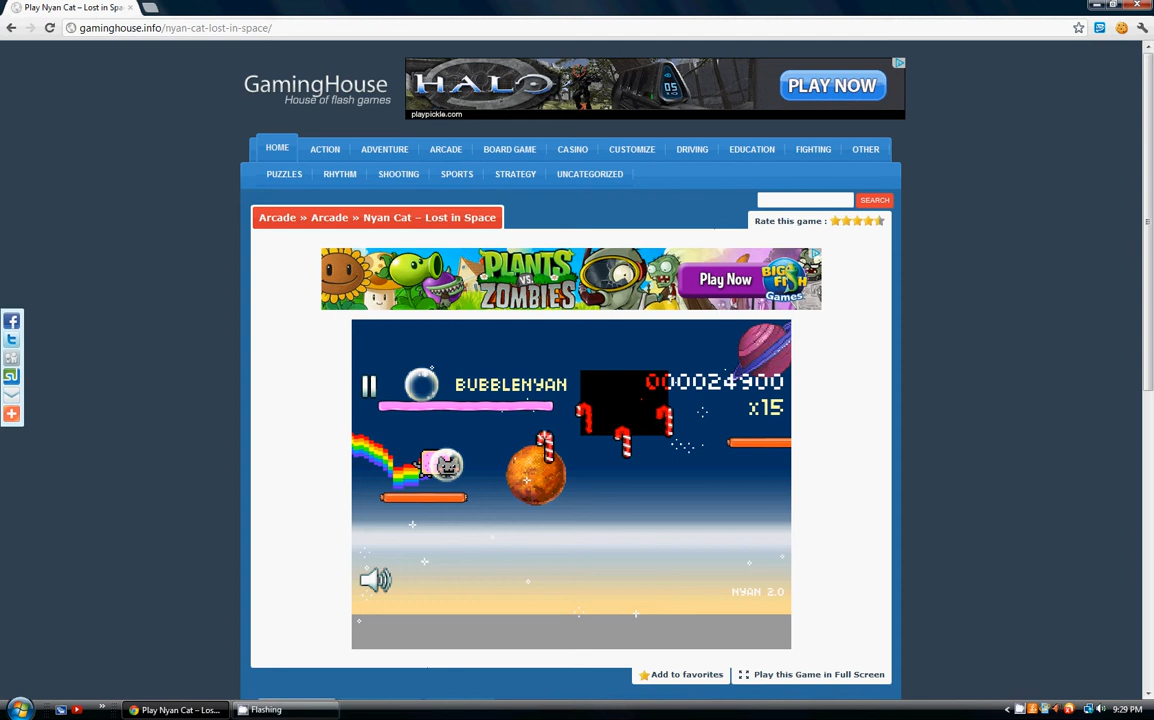 Play Nyan Cat – Lost in Spac
gaminghouse.info/nyan-cat-lost-in-space/
GamingHouse
House of flash games
HALO
05
PLAY NOW
playpickle.com
HOME ACTION ADVENTURE ARCADE BOARD GAME CASINO CUSTOMIZE DRIVING EDUCATION FIGHTING OTHER
PUZZLES RHYTHM SHOOTING SPORTS STRATEGY UNCATEGORIZED
SEARCH
Arcade » Arcade » Nyan Cat – Lost in Space
Rate this game :
PLANTS VS. ZOMBIES
Play Now
BIG FISH Games
BUBBLENYAN
000024900
x15
NYAN 2.0
Add to favorites
Play this Game in Full Screen
Play Nyan Cat – Los...
Flashing
9:29 PM